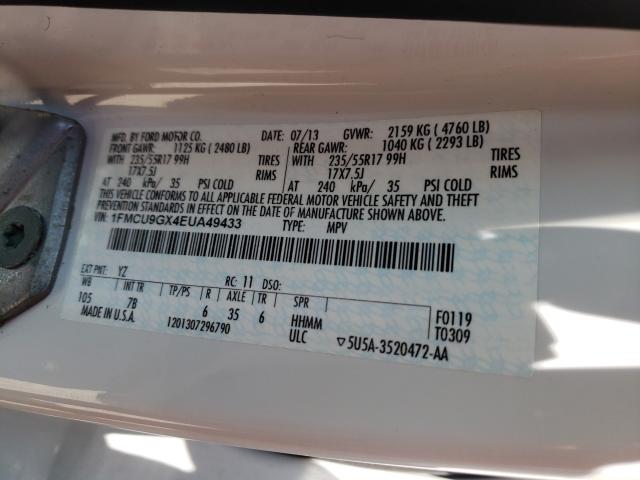 MFD. BY FORD MOTOR CO. DATE: 07/13 GVWR: 2159 KG ( 4760 LB)
FRONT GAWR: 1125 KG ( 2480 LB) REAR GAWR: 1040 KG ( 2293 LB)
WITH 235/55R17 99H TIRES WITH 235/55R17 99H TIRES
17X7.5J RIMS 17X7.5J RIMS
AT 240 kPa/ 35 PSI COLD AT 240 kPa/ 35 PSI COLD
THIS VEHICLE CONFORMS TO ALL APPLICABLE FEDERAL MOTOR VEHICLE SAFETY AND THEFT
PREVENTION STANDARDS IN EFFECT ON THE DATE OF MANUFACTURE SHOWN ABOVE.
VIN: 1FMCU9GX4EUA49433 TYPE: MPV
EXT PNT: YZ RC: 11 DSO:
WB INT TR TP/PS R AXLE TR SPR
105 7B 6 35 6 HHMM F0119
MADE IN U.S.A. 1201307296790 ULC T0309
▽5U5A-3520472-AA